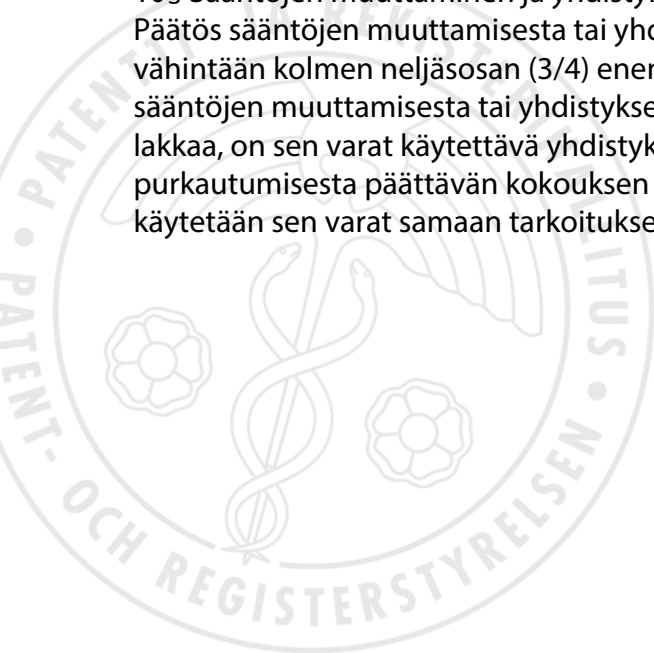 Päätös sääntöjen muuttamisesta tai yhd
vähintään kolmen neljäsosan (3/4) ener
sääntöjen muuttamisesta tai yhdistykse
lakkaa, on sen varat käytettävä yhdistyk
purkautumisesta päättävän kokouksen
käytetään sen varat samaan tarkoitukse
PATENT- OCH REGISTERSTYRELSEN